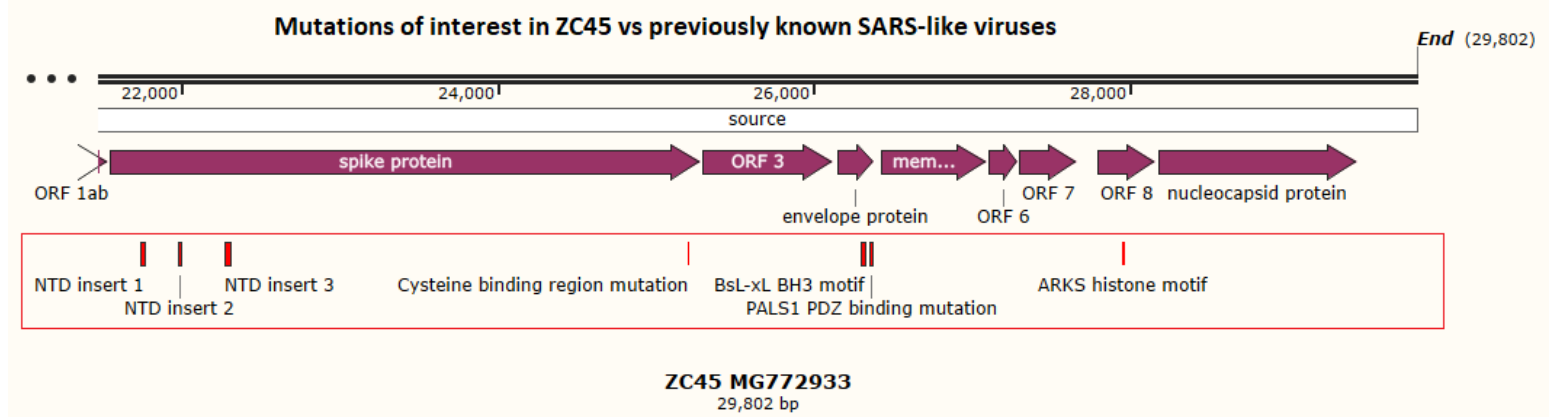 Mutations of interest in ZC45 vs previously known SARS-like viruses
End (29,802)
22,000 24,000 26,000 28,000
source
spike protein ORF 3 mem...
ORF 1ab ORF 7 ORF 8 nucleocapsid protein
envelope protein ORF 6
NTD insert 1 NTD insert 3 Cysteine binding region mutation BsL-xL BH3 motif ARKS histone motif
NTD insert 2 PALS1 PDZ binding mutation
ZC45 MG772933
29,802 bp